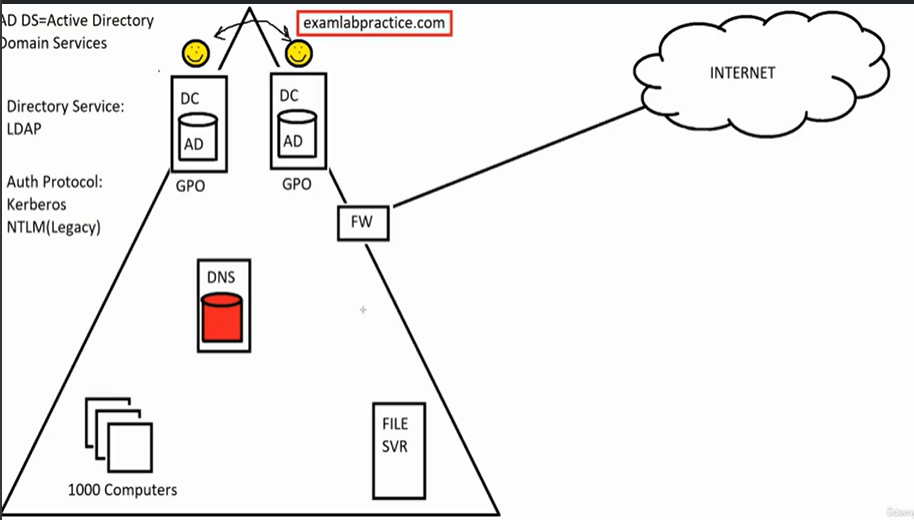 AD DS=Active Directory
Domain Services
examlabpractice.com
INTERNET
DC
AD
GPO
DC
AD
GPO
Directory Service:
LDAP
Auth Protocol:
Kerberos
NTLM(Legacy)
FW
DNS
FILE
SVR
1000 Computers